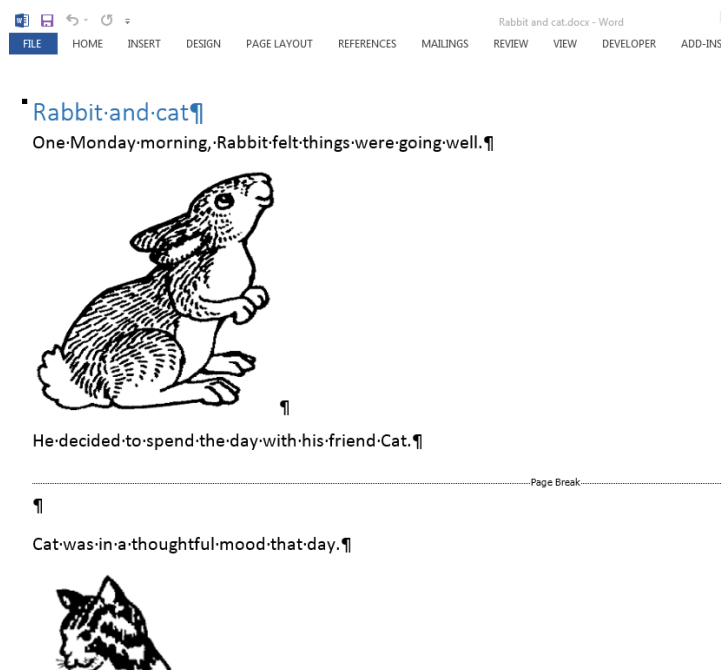 Rabbit and cat.docx - Word
FILE HOME INSERT DESIGN PAGE LAYOUT REFERENCES MAILINGS REVIEW VIEW DEVELOPER ADD-INS
Rabbit·and·cat¶
One·Monday·morning,·Rabbit·felt·things·were·going·well.¶
¶
He·decided·to·spend·the·day·with·his·friend·Cat.¶
Page Break
¶
Cat·was·in·a·thoughtful·mood·that·day.¶